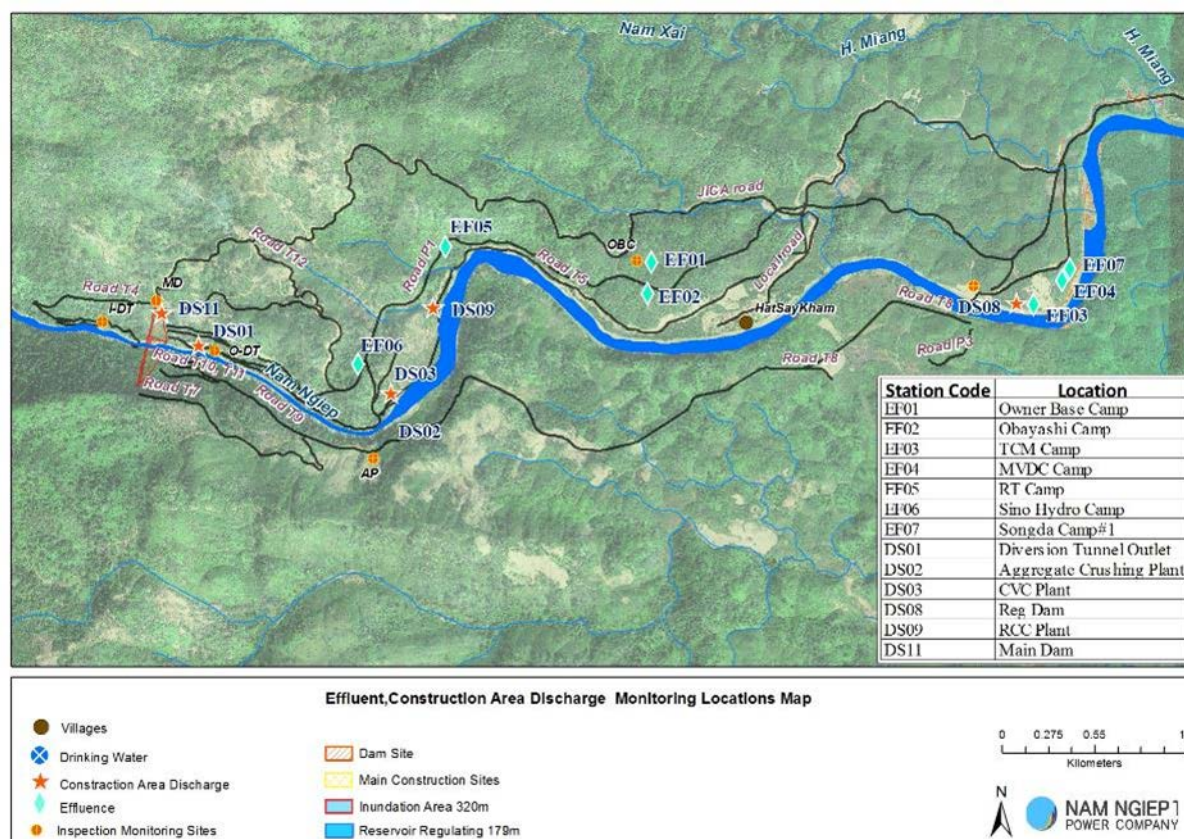 Nam Xai
H. Miang
H. Miang
JICA road
EF05
Road P1
OBC
EF01
Road T12
Road T5
Local road
EF07
EF02
EF04
Road T4
MD
I-DT
DS11
DS09
HatSayKham
Road T8
DS08
EF03
DS01
O-DT
EF06
Road T10, T11
Nam Ngiep
Road T8
Road P3
Road T7
Road T9
DS03
DS02
AP
Station Code Location
EF01 Owner Base Camp
EF02 Obayashi Camp
EF03 TCM Camp
EF04 MVDC Camp
EF05 RT Camp
EF06 Sino Hydro Camp
EF07 Songda Camp#1
DS01 Diversion Tunnel Outlet
DS02 Aggregate Crushing Plant
DS03 CVC Plant
DS08 Reg Dam
DS09 RCC Plant
DS11 Main Dam
Effluent,Construction Area Discharge Monitoring Locations Map
Villages
Drinking Water
Constraction Area Discharge
Effluence
Inspection Monitoring Sites
Dam Site
Main Construction Sites
Inundation Area 320m
Reservoir Regulating 179m
0 0.275 0.55 1
Kilometers
N
NAM NGIEP1
POWER COMPANY